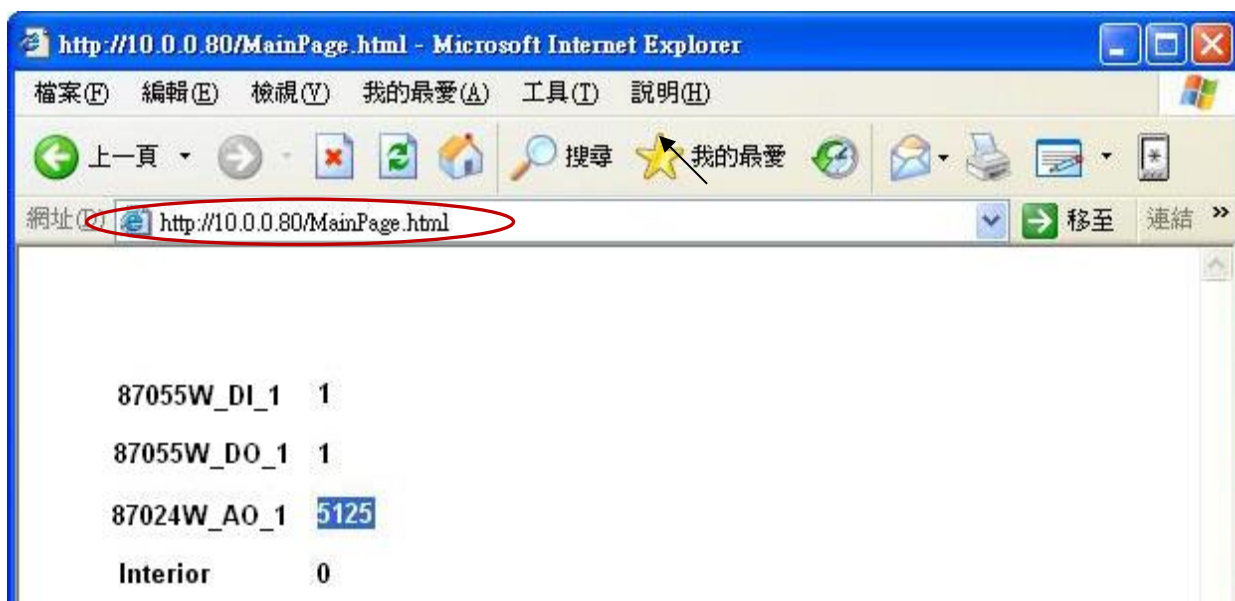 http://10.0.0.80/MainPage.html - Microsoft Internet Explorer
檔案(F) 編輯(E) 檢視(V) 我的最愛(A) 工具(T) 說明(H)
上一頁 搜尋 我的最愛
網址(D) http://10.0.0.80/MainPage.html 移至 連結 »
87055W_DI_1 1
87055W_DO_1 1
87024W_AO_1 5125
Interior 0